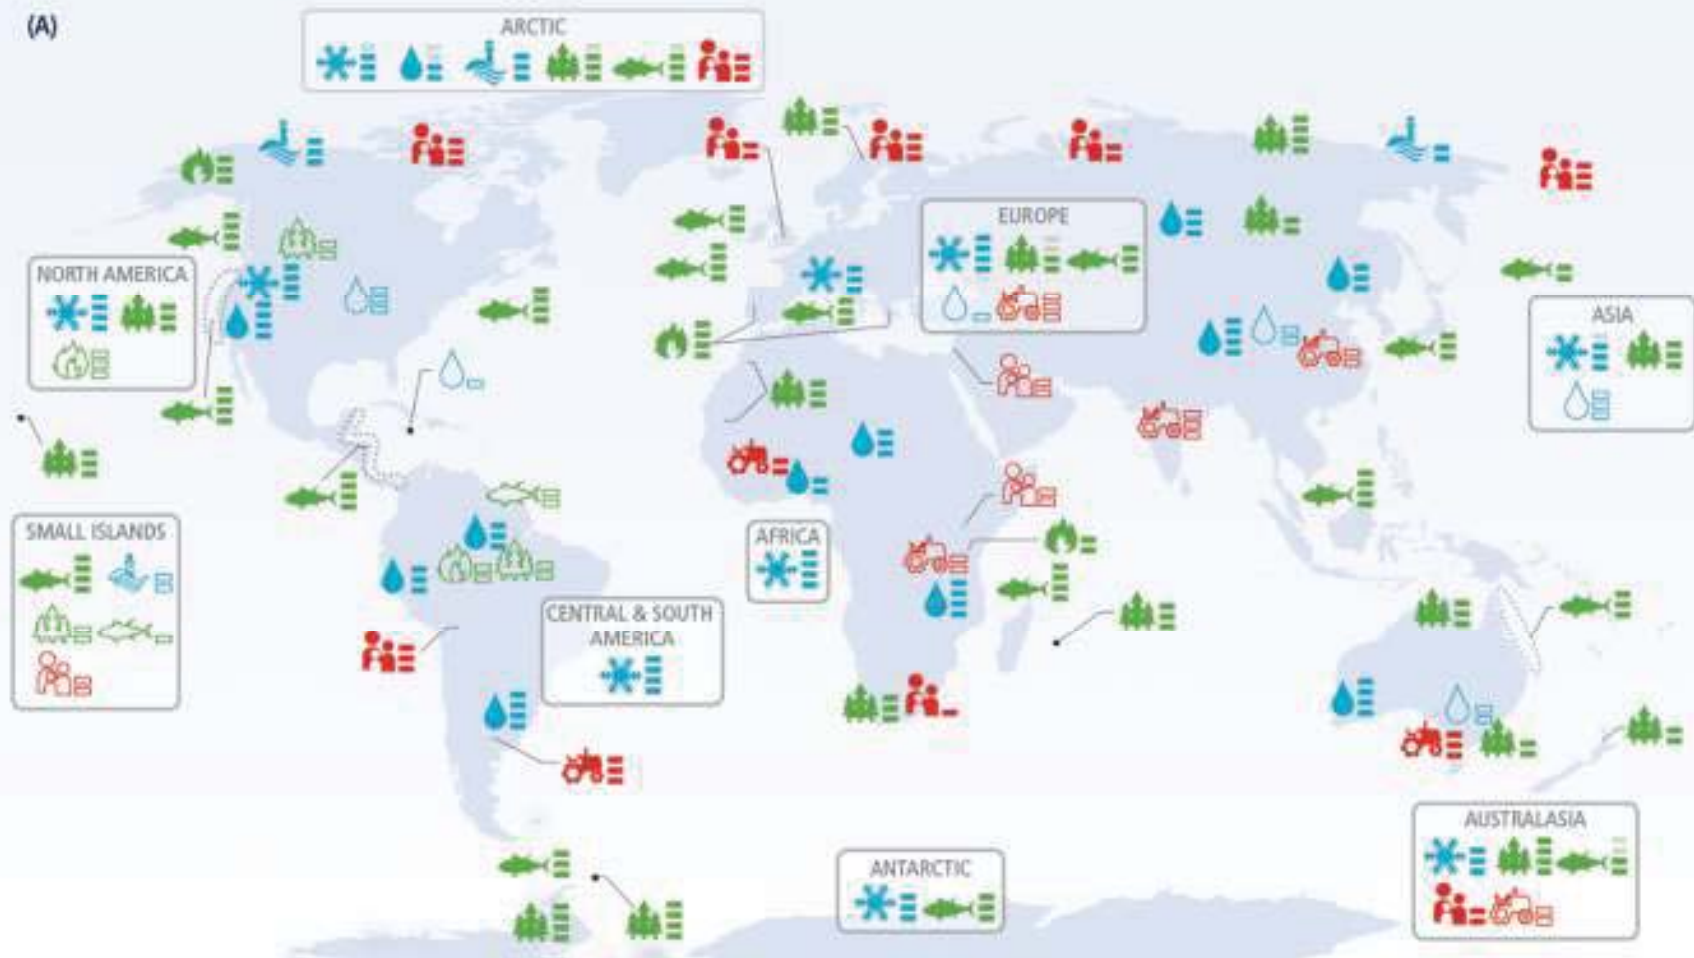 (A)
ARCTIC
EUROPE
NORTH AMERICA
ASIA
SMALL ISLANDS
AFRICA
CENTRAL & SOUTH
AMERICA
AUSTRALASIA
ANTARCTIC